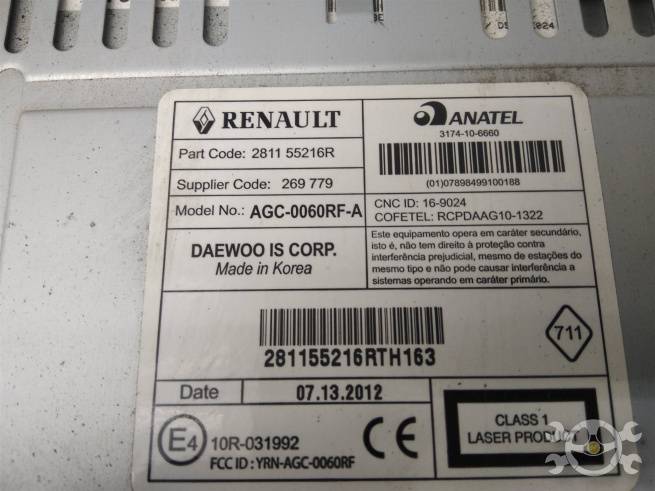 RENAULT
Part Code: 2811 55216R
Supplier Code: 269 779
Model No.: AGC-0060RF-A
DAEWOO IS CORP.
Made in Korea
ANATEL
3174-10-6660
(01)07898499100188
CNC ID: 16-9024
COFETEL: RCPDAAG10-1322
Este equipamento opera em caráter secundário,
isto é, não tem direito à proteção contra
interferência prejudicial, mesmo de estações do
mesmo tipo e não pode causar interferência a
sistemas operando em caráter primário.
281155216RTH163
711
Date 07.13.2012
E4
10R-031992
FCC ID : YRN-AGC-0060RF
CE
CLASS 1
LASER PRODUCT